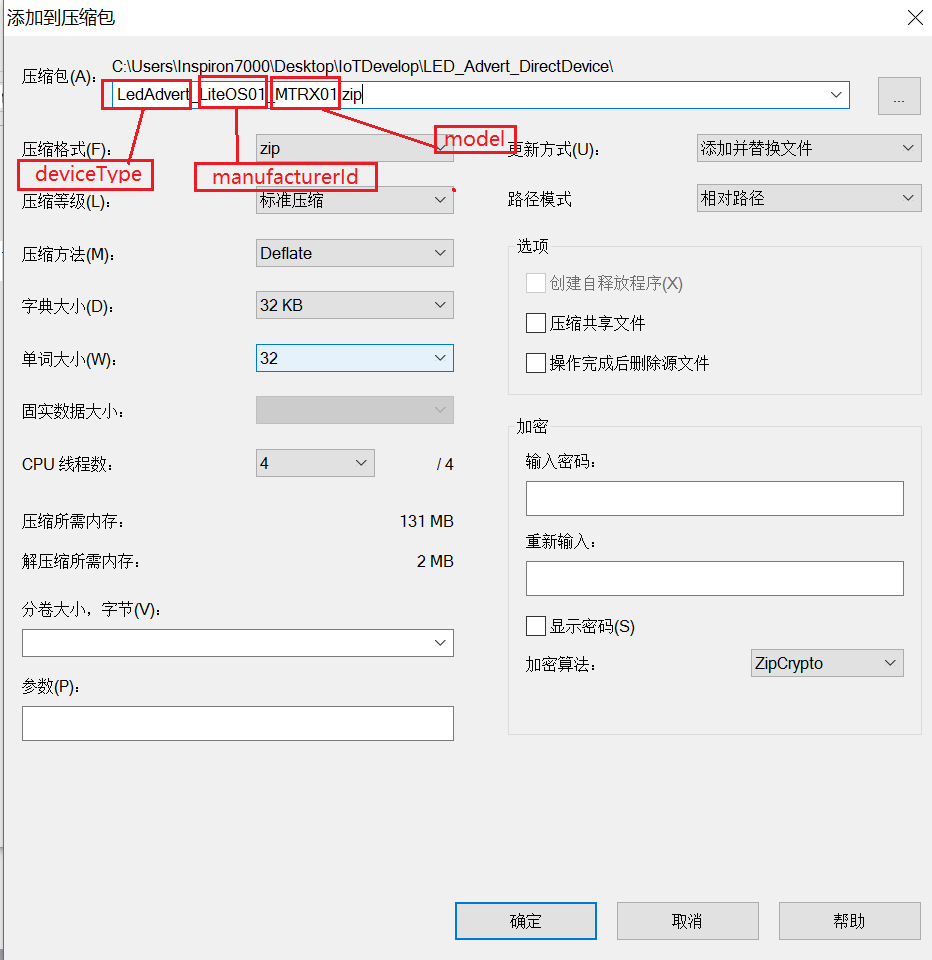 添加到压缩包
压缩包(A)：
C:\Users\Inspiron7000\Desktop\IoTDevelop\LED_Advert_DirectDevice\
LedAdvert_LiteOS01_MTRX01.zip
...
压缩格式(F)：
zip
model
更新方式(U)：
添加并替换文件
deviceType
manufacturerId
压缩等级(L)：
标准压缩
路径模式
相对路径
压缩方法(M)：
Deflate
选项
创建自释放程序(X)
字典大小(D)：
32 KB
压缩共享文件
单词大小(W)：
32
操作完成后删除源文件
固实数据大小：
加密
CPU 线程数：
4
/ 4
输入密码：
压缩所需内存：
131 MB
重新输入：
解压缩所需内存：
2 MB
分卷大小，字节(V)：
显示密码(S)
加密算法：
ZipCrypto
参数(P)：
确定
取消
帮助